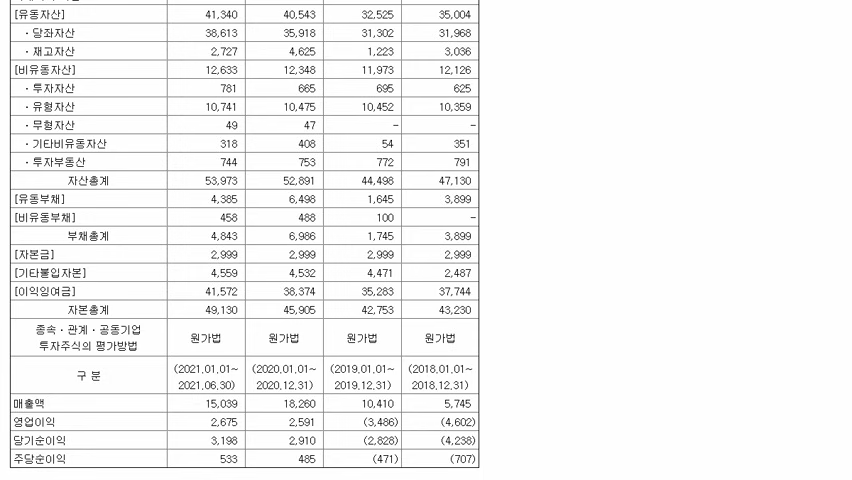 [유동자산] 41,340 40,543 32,525 35,004
· 당좌자산 38,613 35,918 31,302 31,968
· 재고자산 2,727 4,625 1,223 3,036
[비유동자산] 12,633 12,348 11,973 12,126
· 투자자산 781 665 695 625
· 유형자산 10,741 10,475 10,452 10,359
· 무형자산 49 47 - -
· 기타비유동자산 318 408 54 351
· 투자부동산 744 753 772 791
자산총계 53,973 52,891 44,498 47,130
[유동부채] 4,385 6,498 1,645 3,899
[비유동부채] 458 488 100 -
부채총계 4,843 6,986 1,745 3,899
[자본금] 2,999 2,999 2,999 2,999
[기타불입자본] 4,559 4,532 4,471 2,487
[이익잉여금] 41,572 38,374 35,283 37,744
자본총계 49,130 45,905 42,753 43,230
종속·관계·공동기업
투자주식의 평가방법 원가법 원가법 원가법 원가법
구 분 (2021.01.01~ (2020.01.01~ (2019.01.01~ (2018.01.01~
2021.06.30) 2020.12.31) 2019.12.31) 2018.12.31)
매출액 15,039 18,260 10,410 5,745
영업이익 2,675 2,591 (3,486) (4,602)
당기순이익 3,198 2,910 (2,828) (4,238)
주당순이익 533 485 (471) (707)